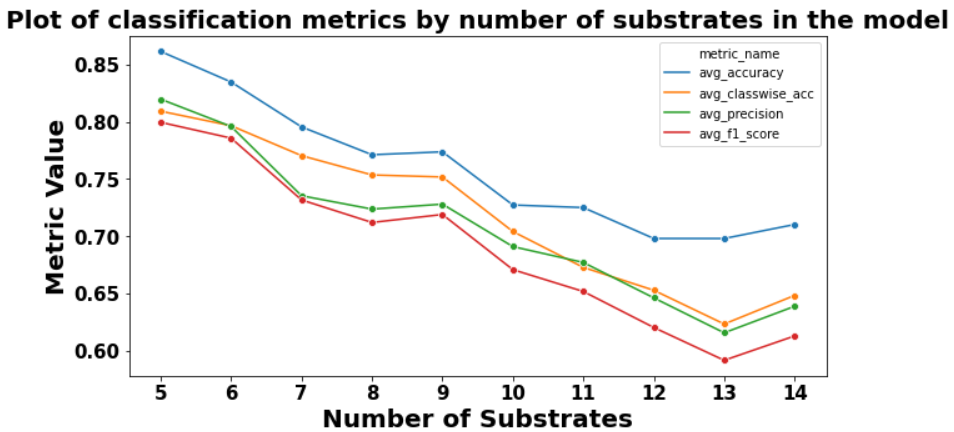 Plot of classification metrics by number of substrates in the model
metric_name
avg_accuracy
avg_classwise_acc
avg_precision
avg_f1_score
Metric Value
0.85
0.80
0.75
0.70
0.65
0.60
5 6 7 8 9 10 11 12 13 14
Number of Substrates